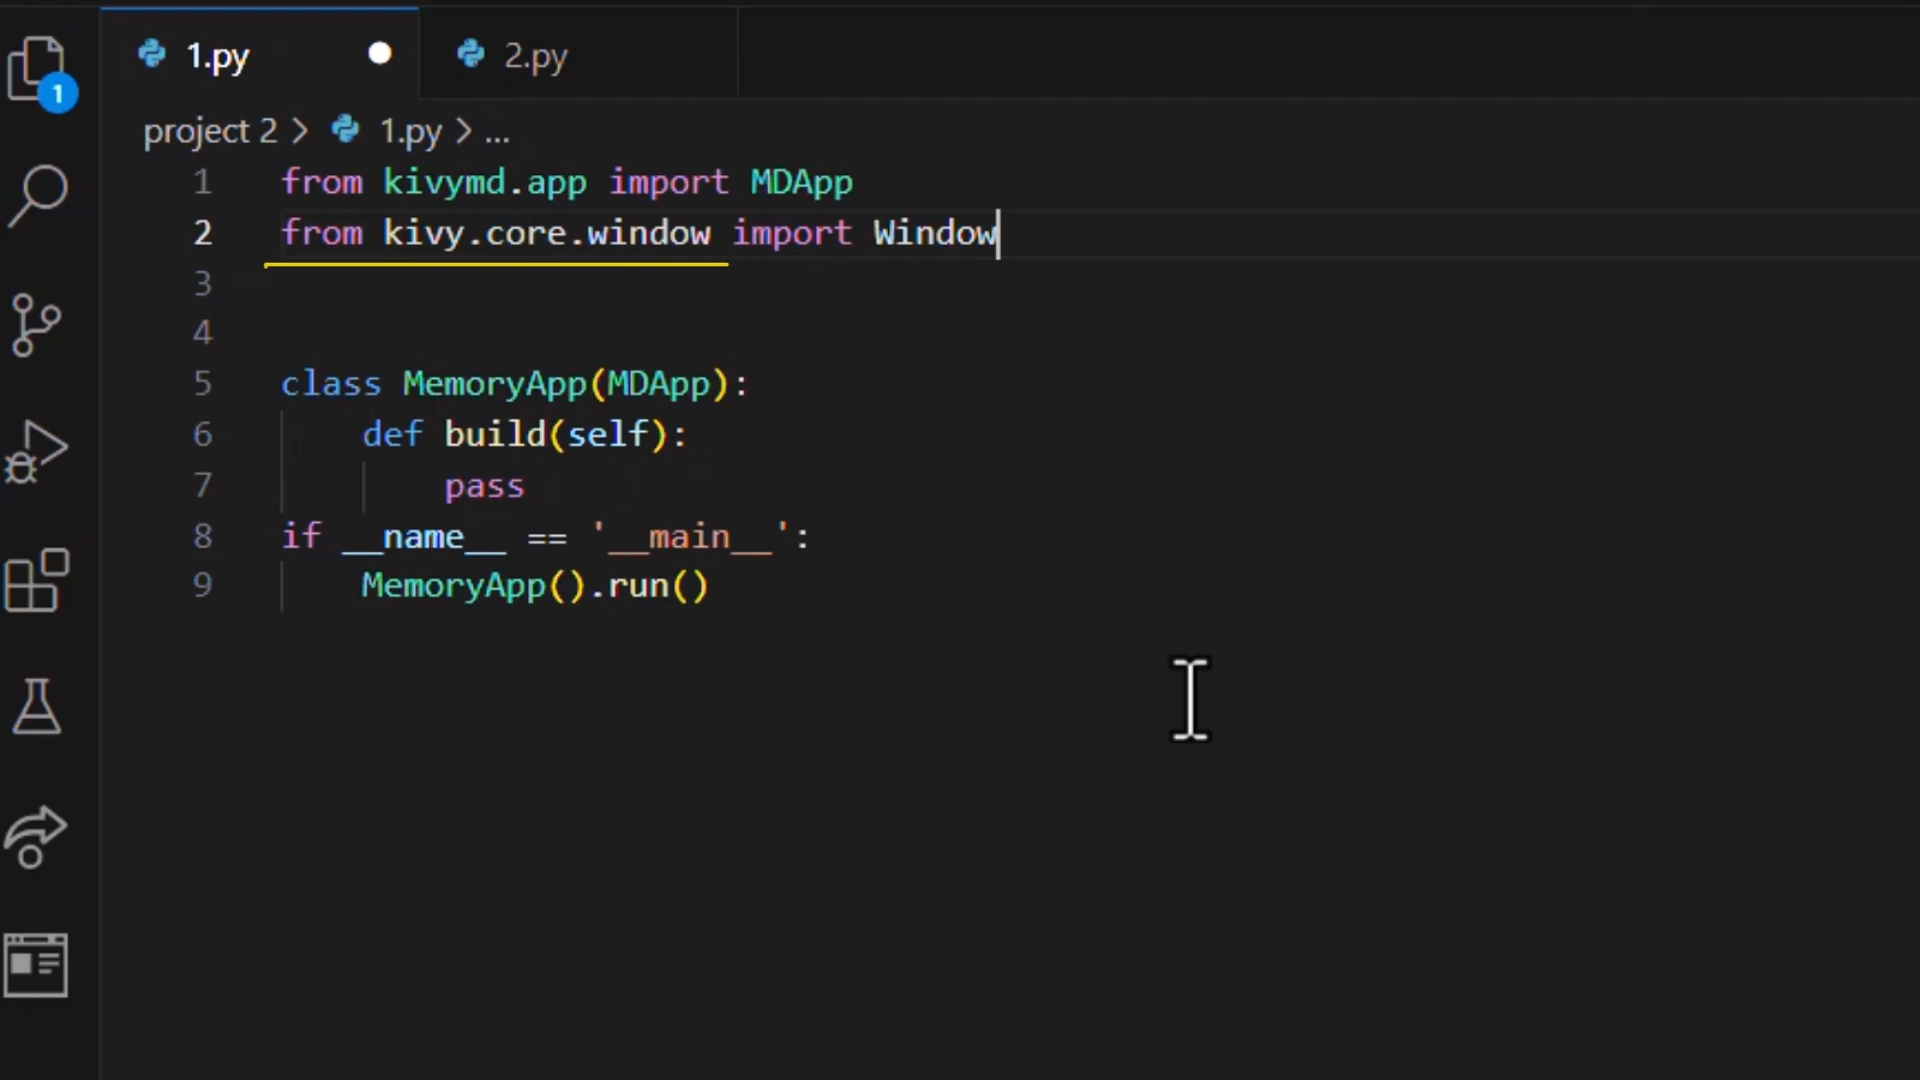 1.py
2.py
1
project 2 > 1.py > ...
1 from kivymd.app import MDApp
2 from kivy.core.window import Window
3
4
5 class MemoryApp(MDApp):
6     def build(self):
7         pass
8 if __name__ == '__main__':
9     MemoryApp().run()